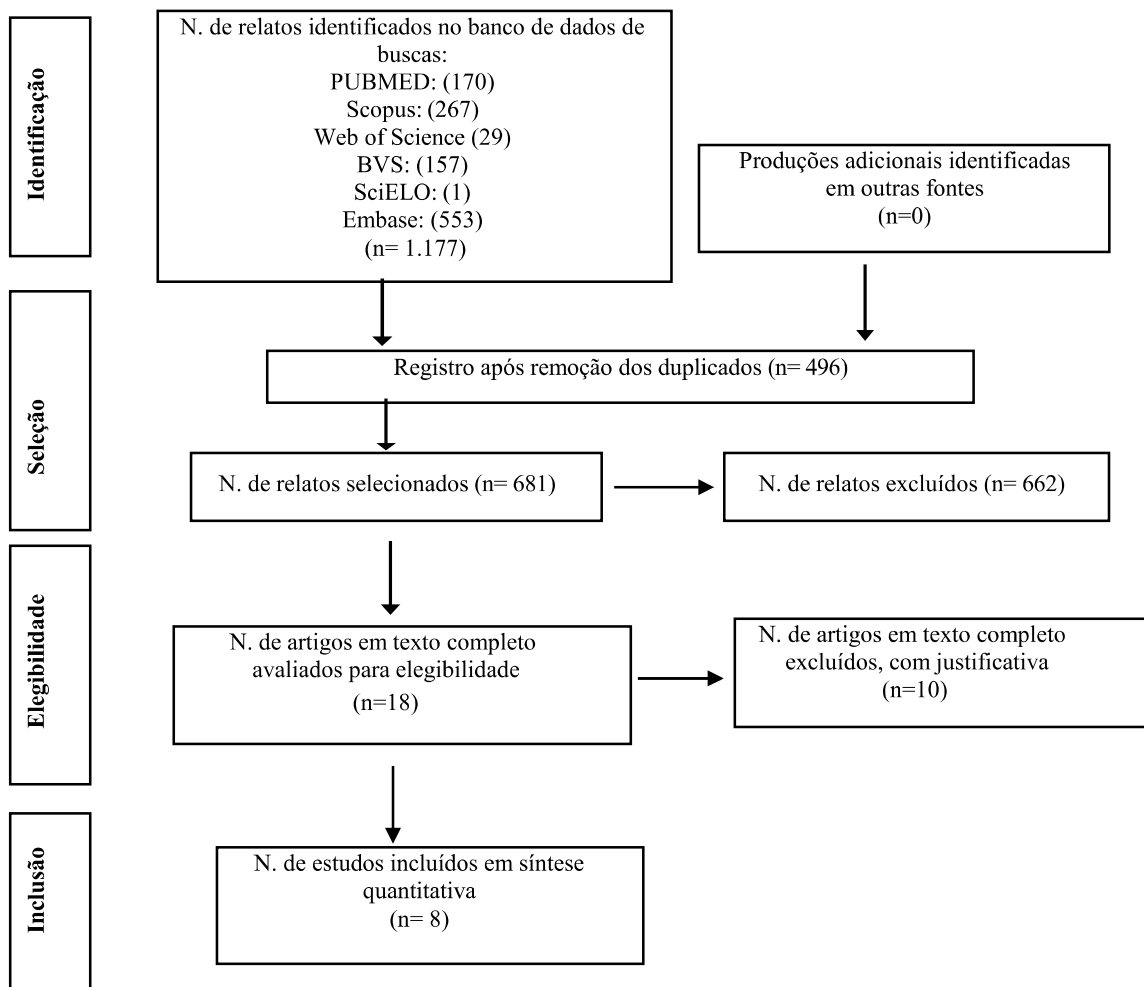 Identificação
N. de relatos identificados no banco de dados de
buscas:
PUBMED: (170)
Scopus: (267)
Web of Science (29)
BVS: (157)
SciELO: (1)
Embase: (553)
(n= 1.177)
Produções adicionais identificadas
em outras fontes
(n=0)
Seleção
Registro após remoção dos duplicados (n= 496)
N. de relatos selecionados (n= 681)
N. de relatos excluídos (n= 662)
Elegibilidade
N. de artigos em texto completo
avaliados para elegibilidade
(n=18)
N. de artigos em texto completo
excluídos, com justificativa
(n=10)
Inclusão
N. de estudos incluídos em síntese
quantitativa
(n= 8)